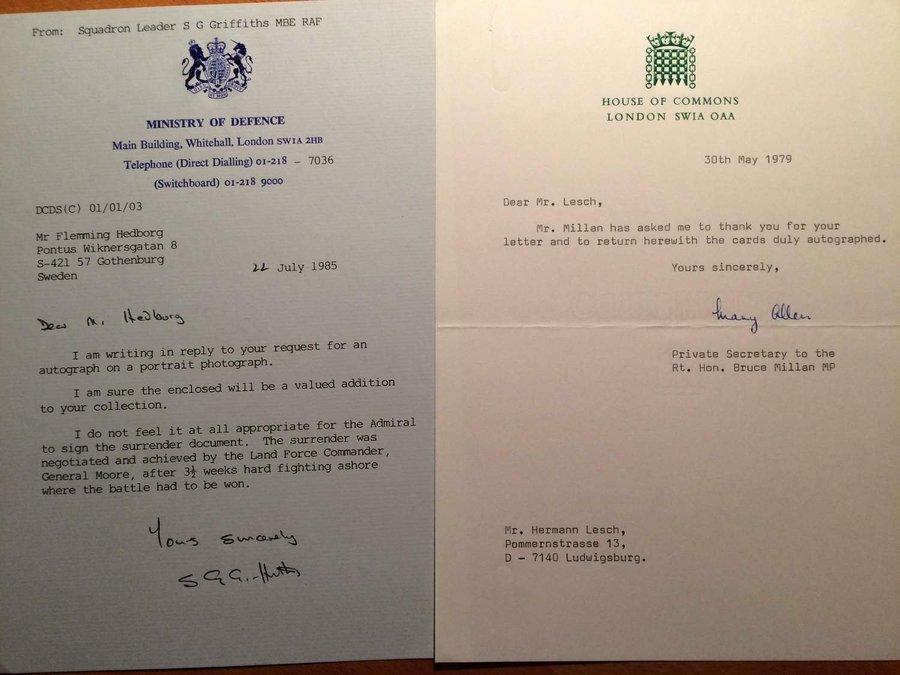 From: Squadron Leader S G Griffiths MBE RAF
MINISTRY OF DEFENCE
Main Building, Whitehall, London SW1A 2HB
Telephone (Direct Dialling) 01-218 - 7036
(Switchboard) 01-218 9000
DCDS(C) 01/01/03
Mr Flemming Hedborg
Pontus Wiknersgatan 8
S-421 57 Gothenburg
Sweden
22 July 1985
Dear Mr. Hedburg
I am writing in reply to your request for an
autograph on a portrait photograph.
I am sure the enclosed will be a valued addition
to your collection.
I do not feel it at all appropriate for the Admiral
to sign the surrender document. The surrender was
negotiated and achieved by the Land Force Commander,
General Moore, after 3½ weeks hard fighting ashore
where the battle had to be won.
Yours sincerely
S G Griffiths
HOUSE OF COMMONS
LONDON SW1A 0AA
30th May 1979
Dear Mr. Lesch,
Mr. Millan has asked me to thank you for your
letter and to return herewith the cards duly autographed.
Yours sincerely,
Mary Allen
Private Secretary to the
Rt. Hon. Bruce Millan MP
Mr. Hermann Lesch,
Pommernstrasse 13,
D - 7140 Ludwigsburg.